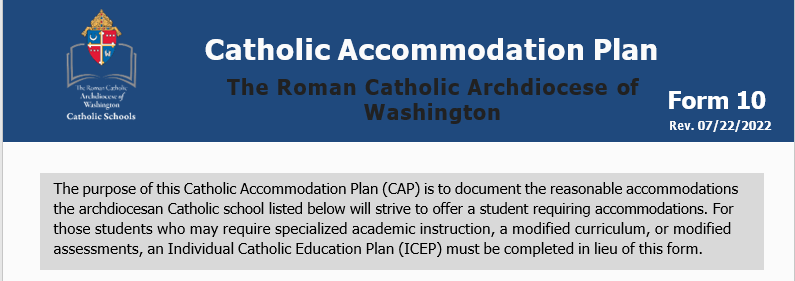 The Roman Catholic
Archdiocese of
Washington
Catholic Schools
Catholic Accommodation Plan
The Roman Catholic Archdiocese of
Washington
Form 10
Rev. 07/22/2022
The purpose of this Catholic Accommodation Plan (CAP) is to document the reasonable accommodations
the archdiocesan Catholic school listed below will strive to offer a student requiring accommodations. For
those students who may require specialized academic instruction, a modified curriculum, or modified
assessments, an Individual Catholic Education Plan (ICEP) must be completed in lieu of this form.